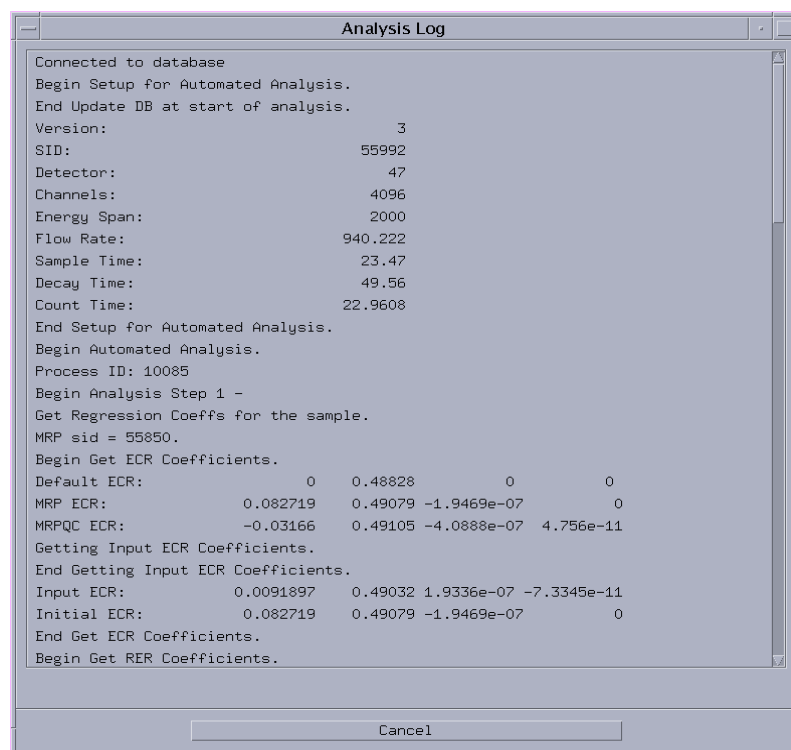 Analysis Log
Connected to database
Begin Setup for Automated Analysis.
End Update DB at start of analysis.
Version: 3
SID: 55992
Detector: 47
Channels: 4096
Energy Span: 2000
Flow Rate: 940.222
Sample Time: 23.47
Decay Time: 49.56
Count Time: 22.9608
End Setup for Automated Analysis.
Begin Automated Analysis.
Process ID: 10085
Begin Analysis Step 1 -
Get Regression Coeffs for the sample.
MRP sid = 55850.
Begin Get ECR Coefficients.
Default ECR: 0 0.48828 0 0
MRP ECR: 0.082719 0.49079 -1.9469e-07 0
MRPQC ECR: -0.03166 0.49105 -4.0888e-07 4.756e-11
Getting Input ECR Coefficients.
End Getting Input ECR Coefficients.
Input ECR: 0.0091897 0.49032 1.9336e-07 -7.3345e-11
Initial ECR: 0.082719 0.49079 -1.9469e-07 0
End Get ECR Coefficients.
Begin Get RER Coefficients.
Cancel